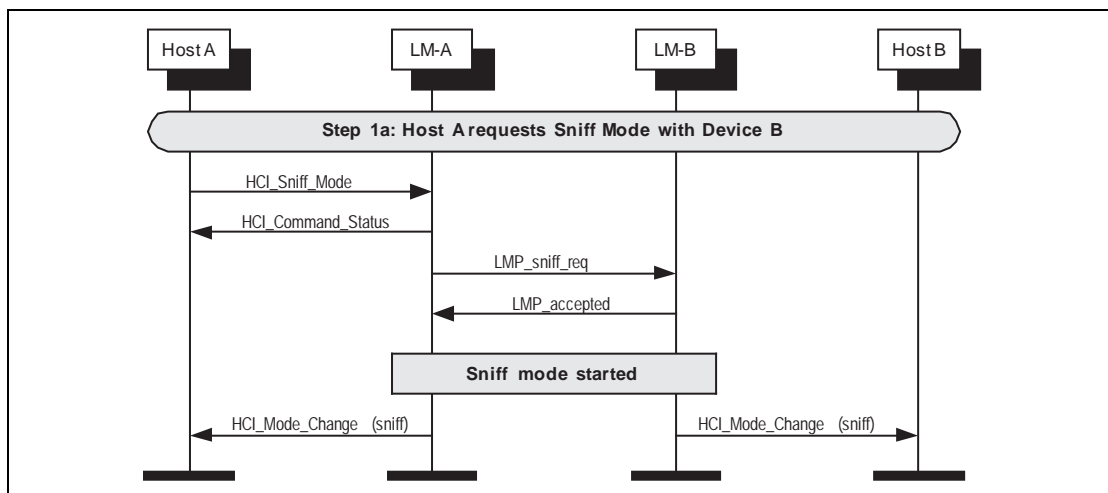 Host A
LM-A
LM-B
Host B
Step 1a: Host A requests Sniff Mode with Device B
HCI_Sniff_Mode
HCI_Command_Status
LMP_sniff_req
LMP_accepted
Sniff mode started
HCI_Mode_Change (sniff)
HCI_Mode_Change (sniff)